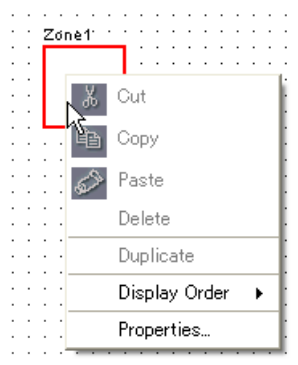 Zone1
Cut
Copy
Paste
Delete
Duplicate
Display Order
Properties...